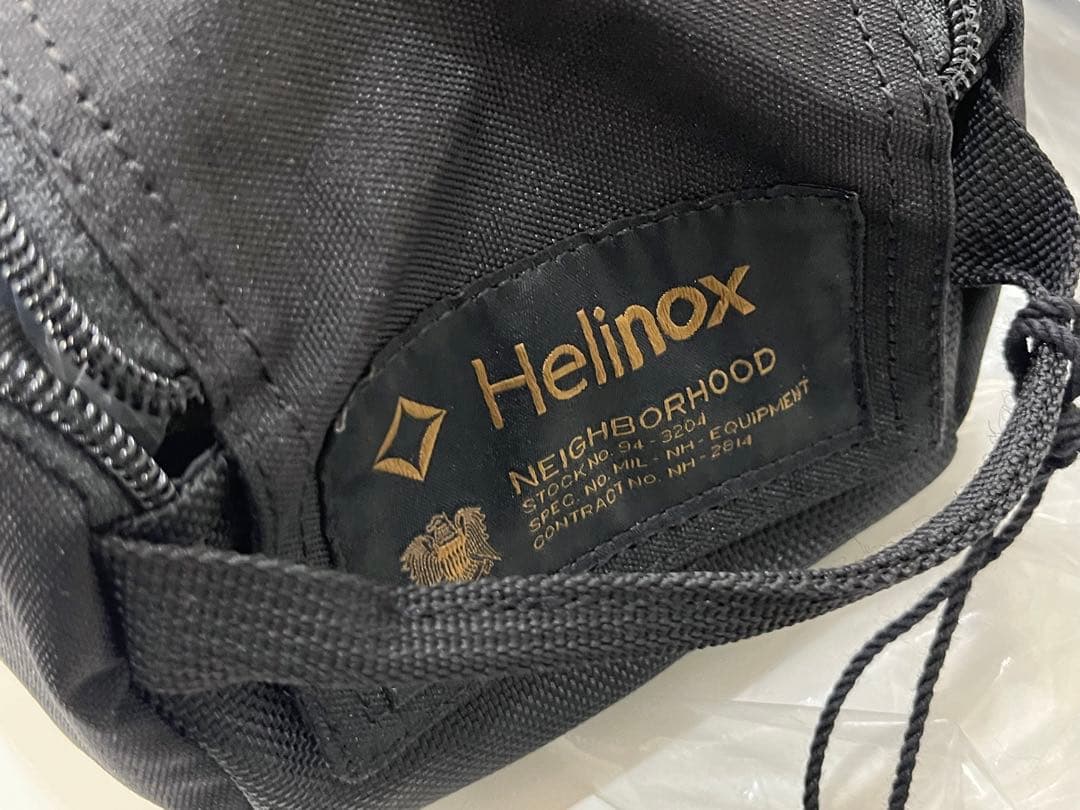 Helinox
NEIGHBORHOOD
STOCK No. 94 - 3204
SPEC. NO. MIL - NH - EQUIPMENT
CONTRACT No. NH - 2814